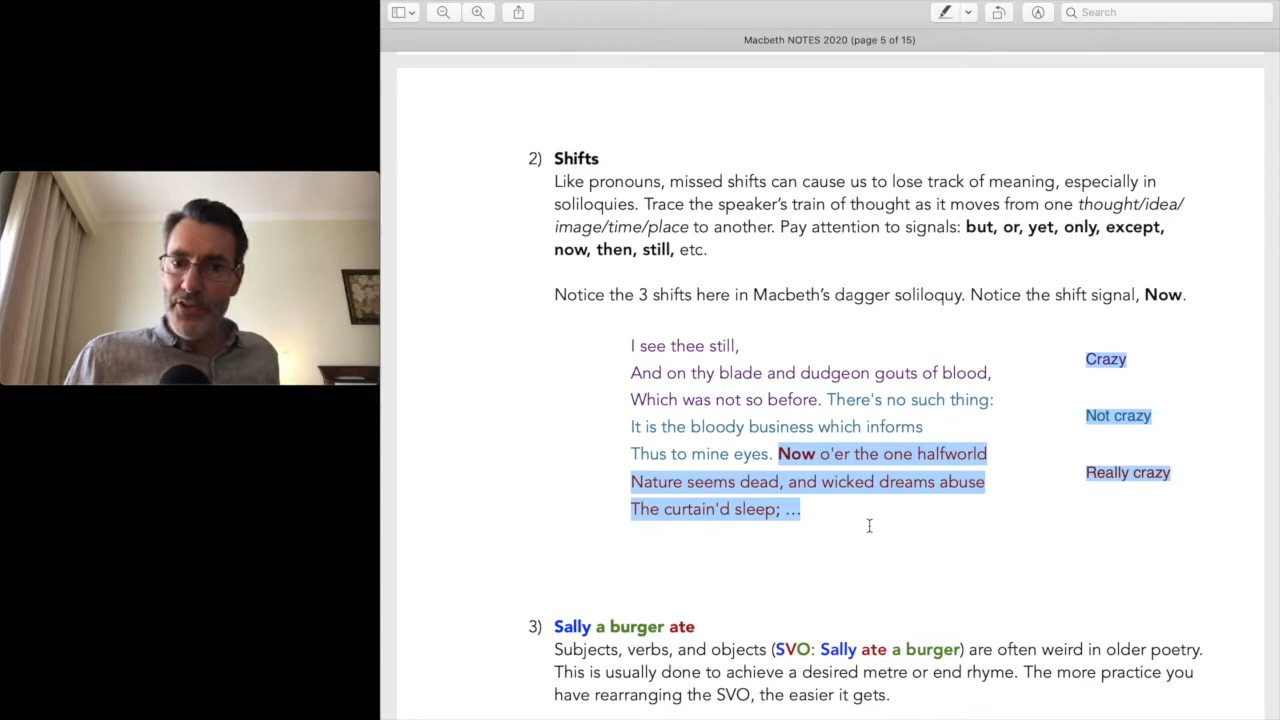 Search
Macbeth NOTES 2020 (page 5 of 15)
2) Shifts
Like pronouns, missed shifts can cause us to lose track of meaning, especially in
soliloquies. Trace the speaker's train of thought as it moves from one thought/idea/
image/time/place to another. Pay attention to signals: but, or, yet, only, except,
now, then, still, etc.
Notice the 3 shifts here in Macbeth's dagger soliloquy. Notice the shift signal, Now.
I see thee still,
Crazy
And on thy blade and dudgeon gouts of blood,
Which was not so before. There's no such thing:
Not crazy
It is the bloody business which informs
Thus to mine eyes. Now o'er the one halfworld
Really crazy
Nature seems dead, and wicked dreams abuse
The curtain'd sleep; …
3) Sally a burger ate
Subjects, verbs, and objects (SVO: Sally ate a burger) are often weird in older poetry.
This is usually done to achieve a desired metre or end rhyme. The more practice you
have rearranging the SVO, the easier it gets.